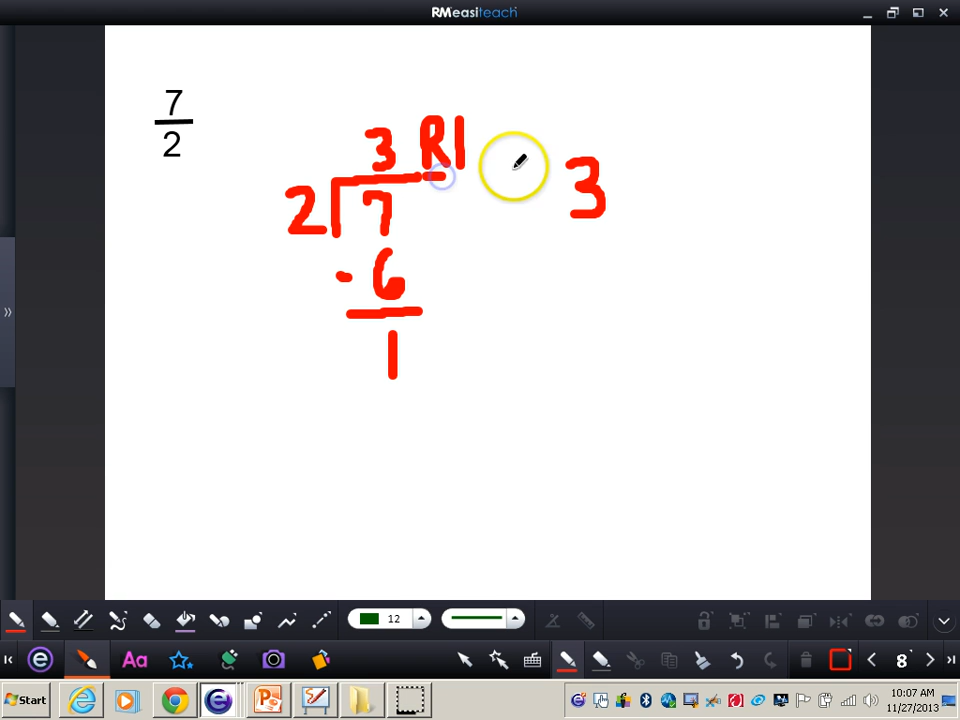 RMeasiteach
7
2
3 R1
2 7
3
- 6
1
12
Aa
8
Start
10:07 AM
11/27/2013